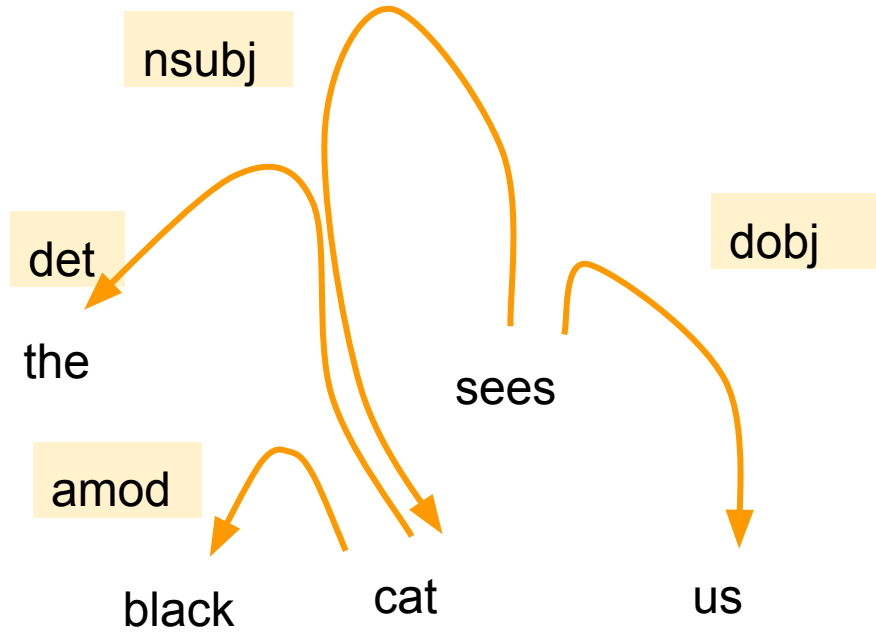 nsubj
det
dobj
the
sees
amod
black
cat
us